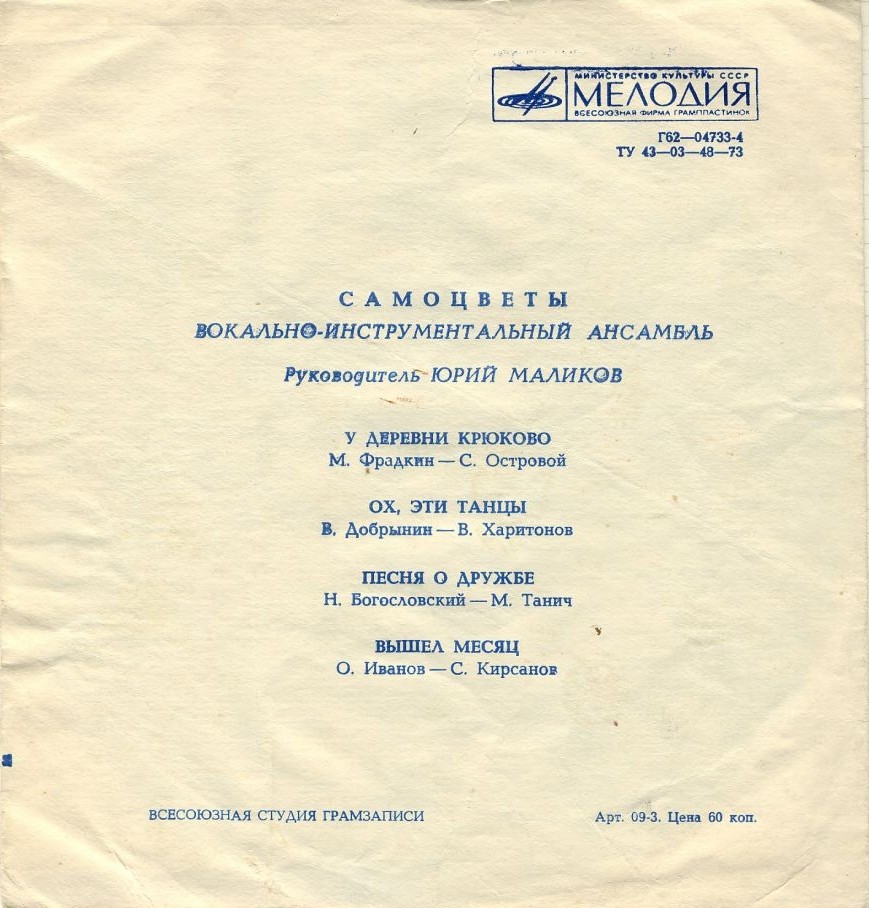 МИНИСТЕРСТВО КУЛЬТУРЫ СССР
МЕЛОДИЯ
ВСЕСОЮЗНАЯ ФИРМА ГРАМПЛАСТИНОК
Г62—04733-4
ТУ 43—03—48—73
САМОЦВЕТЫ
ВОКАЛЬНО-ИНСТРУМЕНТАЛЬНЫЙ АНСАМБЛЬ
Руководитель ЮРИЙ МАЛИКОВ
У ДЕРЕВНИ КРЮКОВО
М. Фрадкин — С. Островой
ОХ, ЭТИ ТАНЦЫ
В. Добрынин — В. Харитонов
ПЕСНЯ О ДРУЖБЕ
Н. Богословский — М. Танич
ВЫШЕЛ МЕСЯЦ
О. Иванов — С. Кирсанов
ВСЕСОЮЗНАЯ СТУДИЯ ГРАМЗАПИСИ
Арт. 09-3. Цена 60 коп.